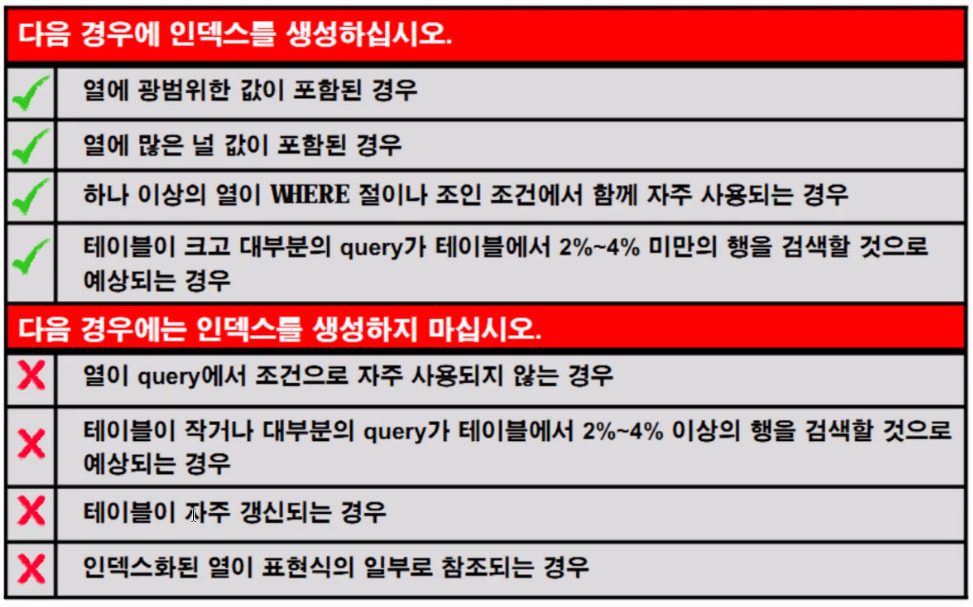 다음 경우에 인덱스를 생성하십시오.
열에 광범위한 값이 포함된 경우
열에 많은 널 값이 포함된 경우
하나 이상의 열이 WHERE 절이나 조인 조건에서 함께 자주 사용되는 경우
테이블이 크고 대부분의 query가 테이블에서 2%~4% 미만의 행을 검색할 것으로
예상되는 경우
다음 경우에는 인덱스를 생성하지 마십시오.
열이 query에서 조건으로 자주 사용되지 않는 경우
테이블이 작거나 대부분의 query가 테이블에서 2%~4% 이상의 행을 검색할 것으로
예상되는 경우
테이블이 자주 갱신되는 경우
인덱스화된 열이 표현식의 일부로 참조되는 경우